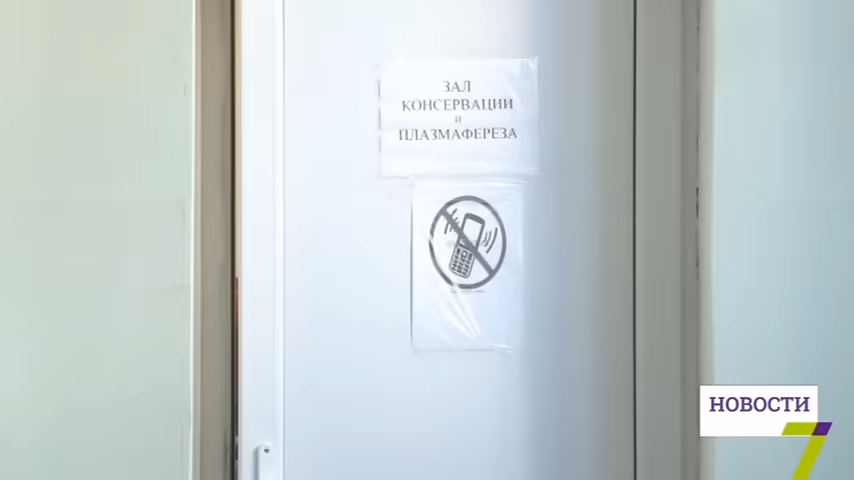 ЗАЛ
КОНСЕРВАЦИИ
и
ПЛАЗМАФЕРЕЗА
НОВОСТИ
7